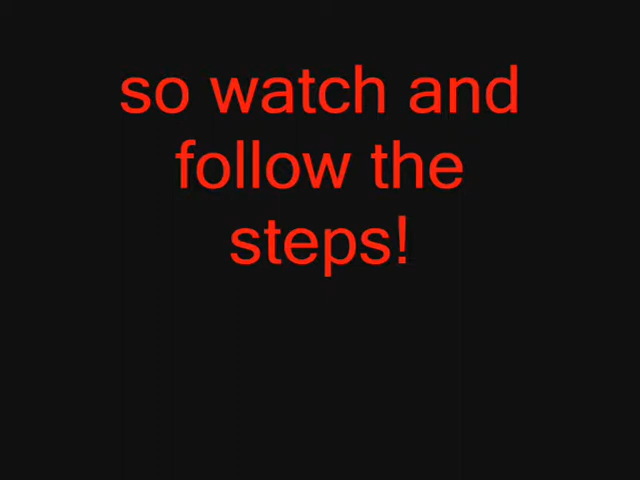 so watch and
follow the
steps!